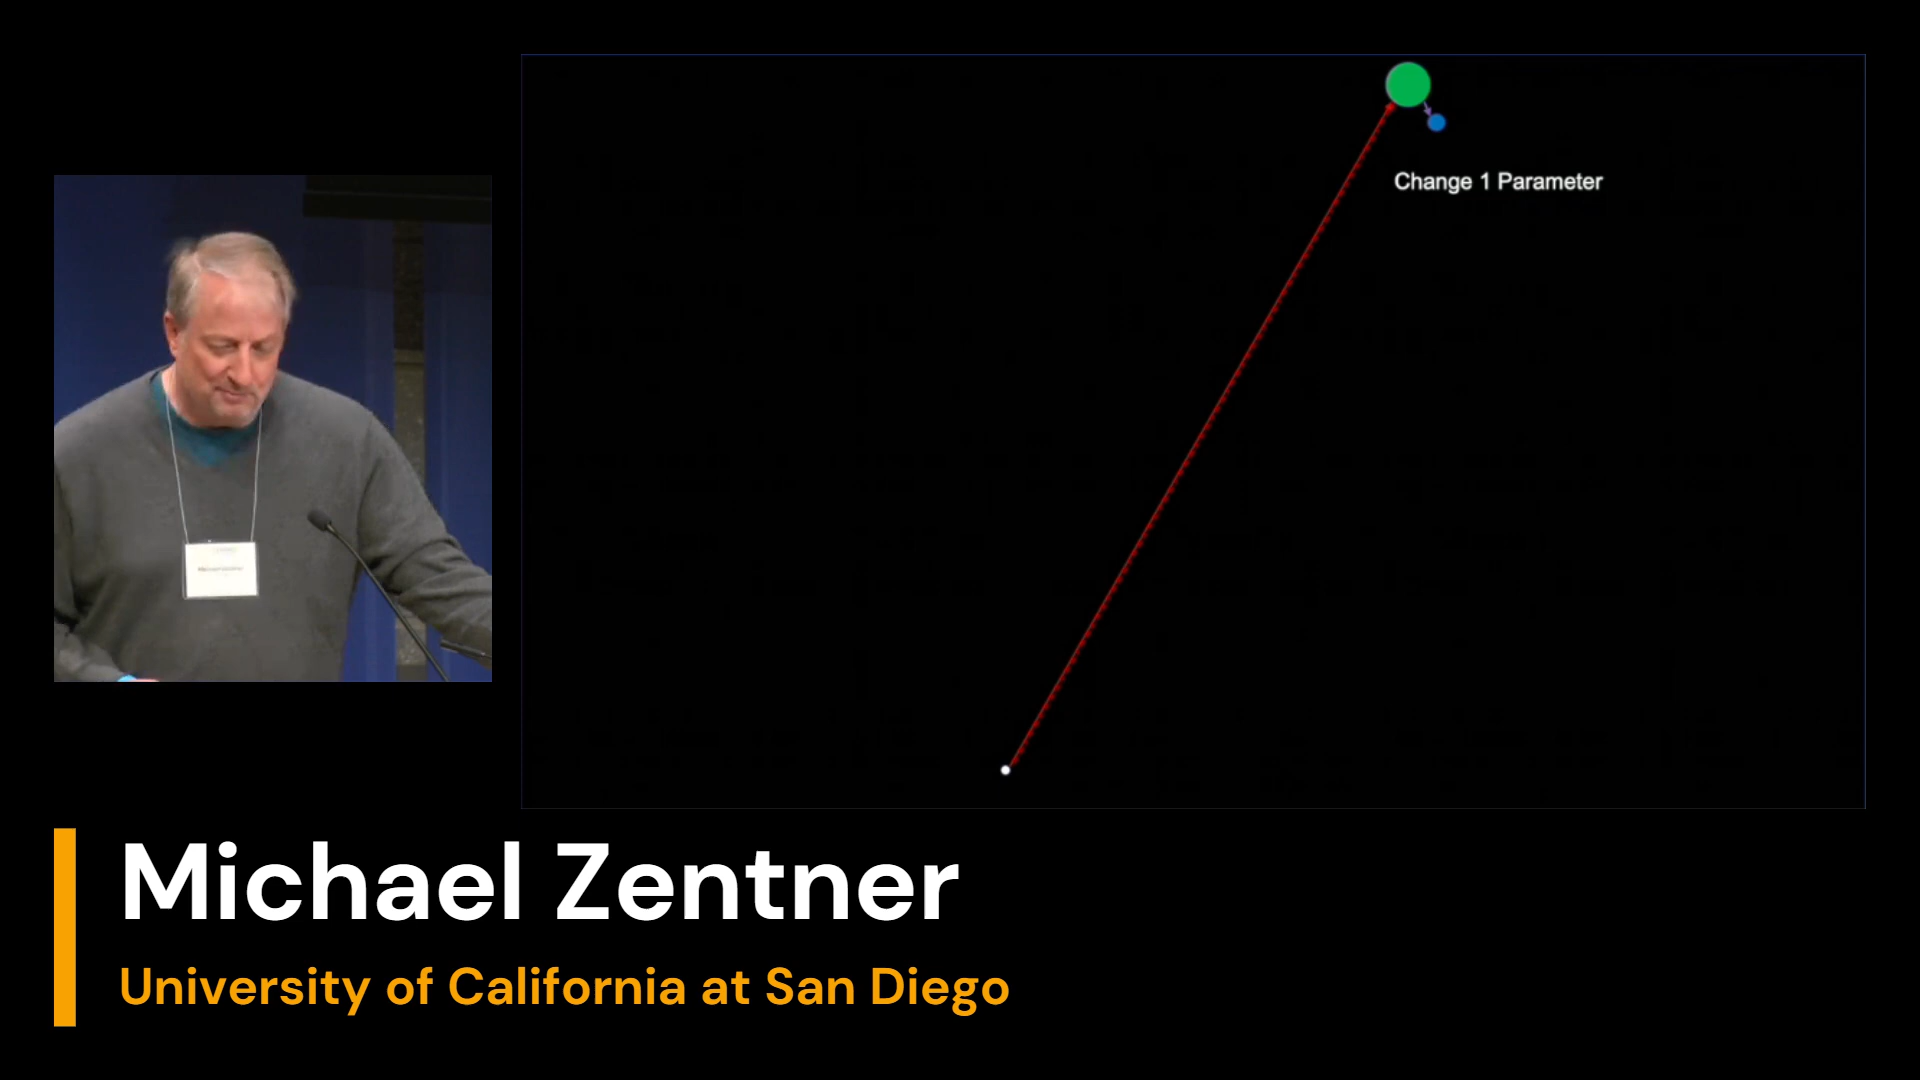 Change 1 Parameter
Michael Zentner
University of California at San Diego